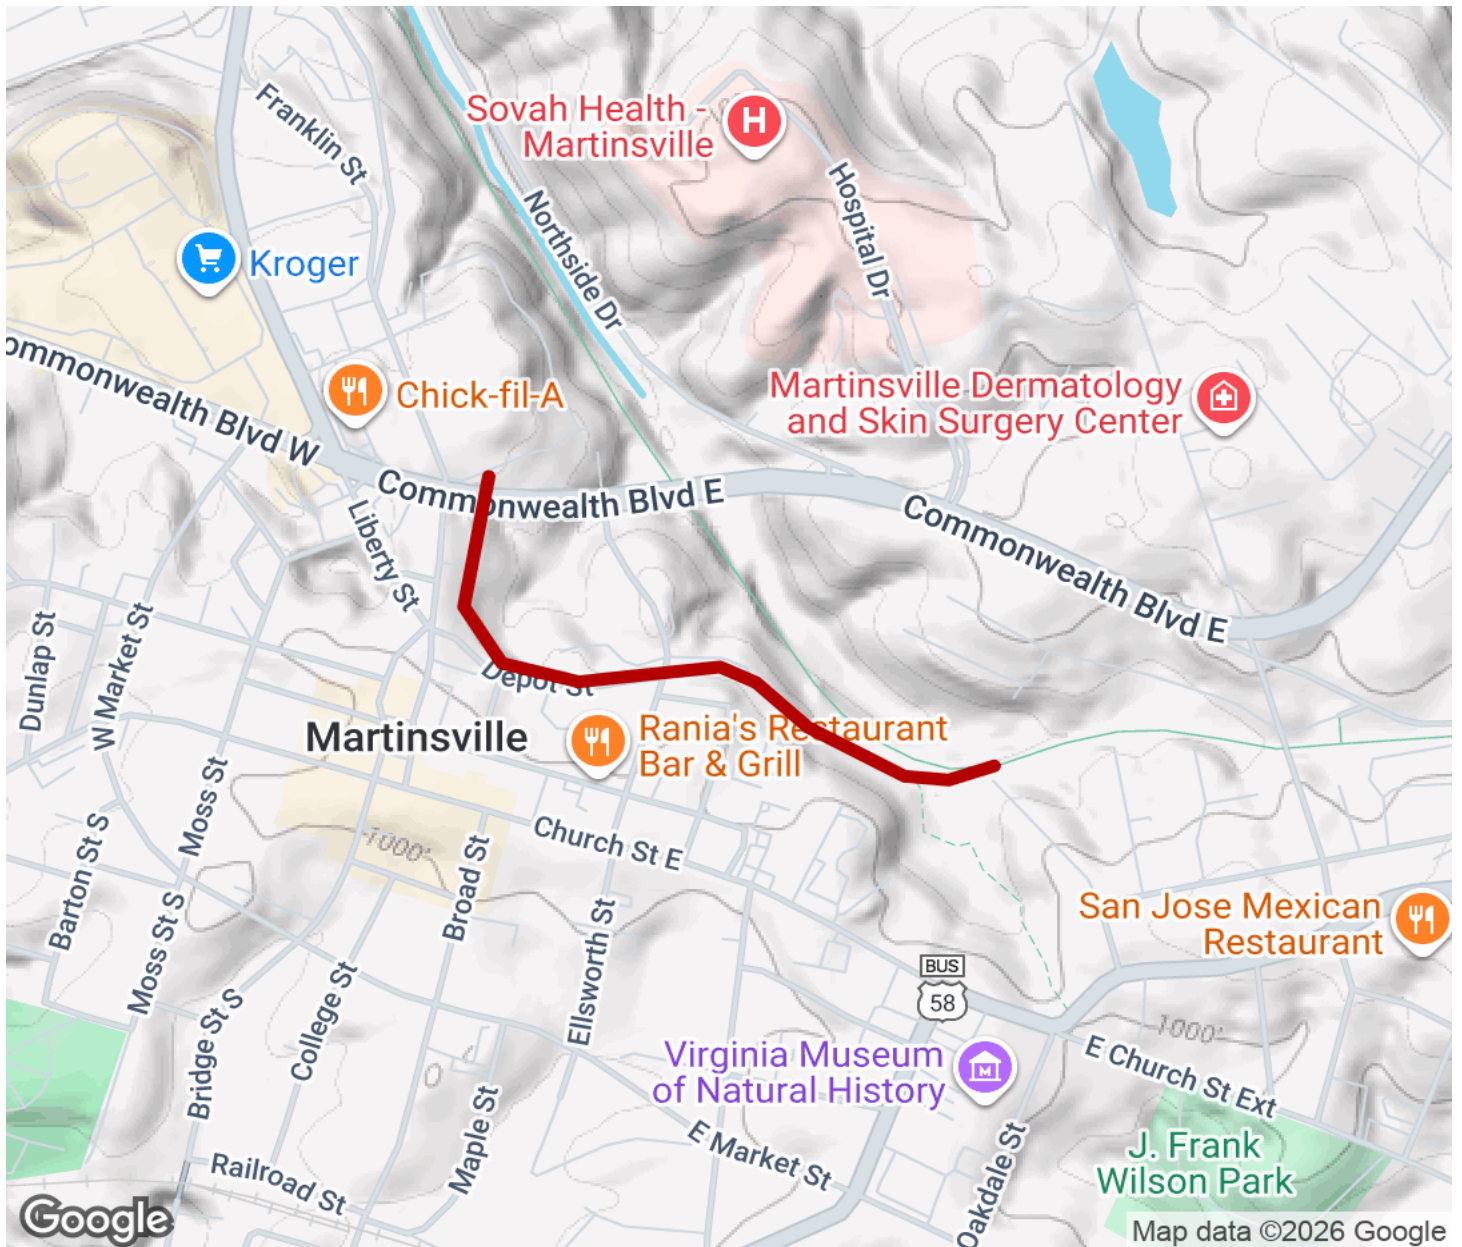 Franklin St
Sovah Health -
Martinsville
H
Hospital Dr
Northside Dr
Kroger
Chick-fil-A
Martinsville Dermatology
and Skin Surgery Center
ommonwealth Blvd W
Commonwealth Blvd E
Commonwealth Blvd E
Liberty St
Dunlap St
W Market St
Depot St
Martinsville
Rania's Restaurant
Bar & Grill
Moss St
Barton St S
1000'
Church St E
Broad St
Moss St S
San Jose Mexican
Restaurant
BUS
58
Ellsworth St
College St
Bridge St S
1000'
E Church St Ext
Virginia Museum
of Natural History
M
Maple St
E Market St
Oakdale St
J. Frank
Wilson Park
Railroad St
Google
Map data ©2026 Google